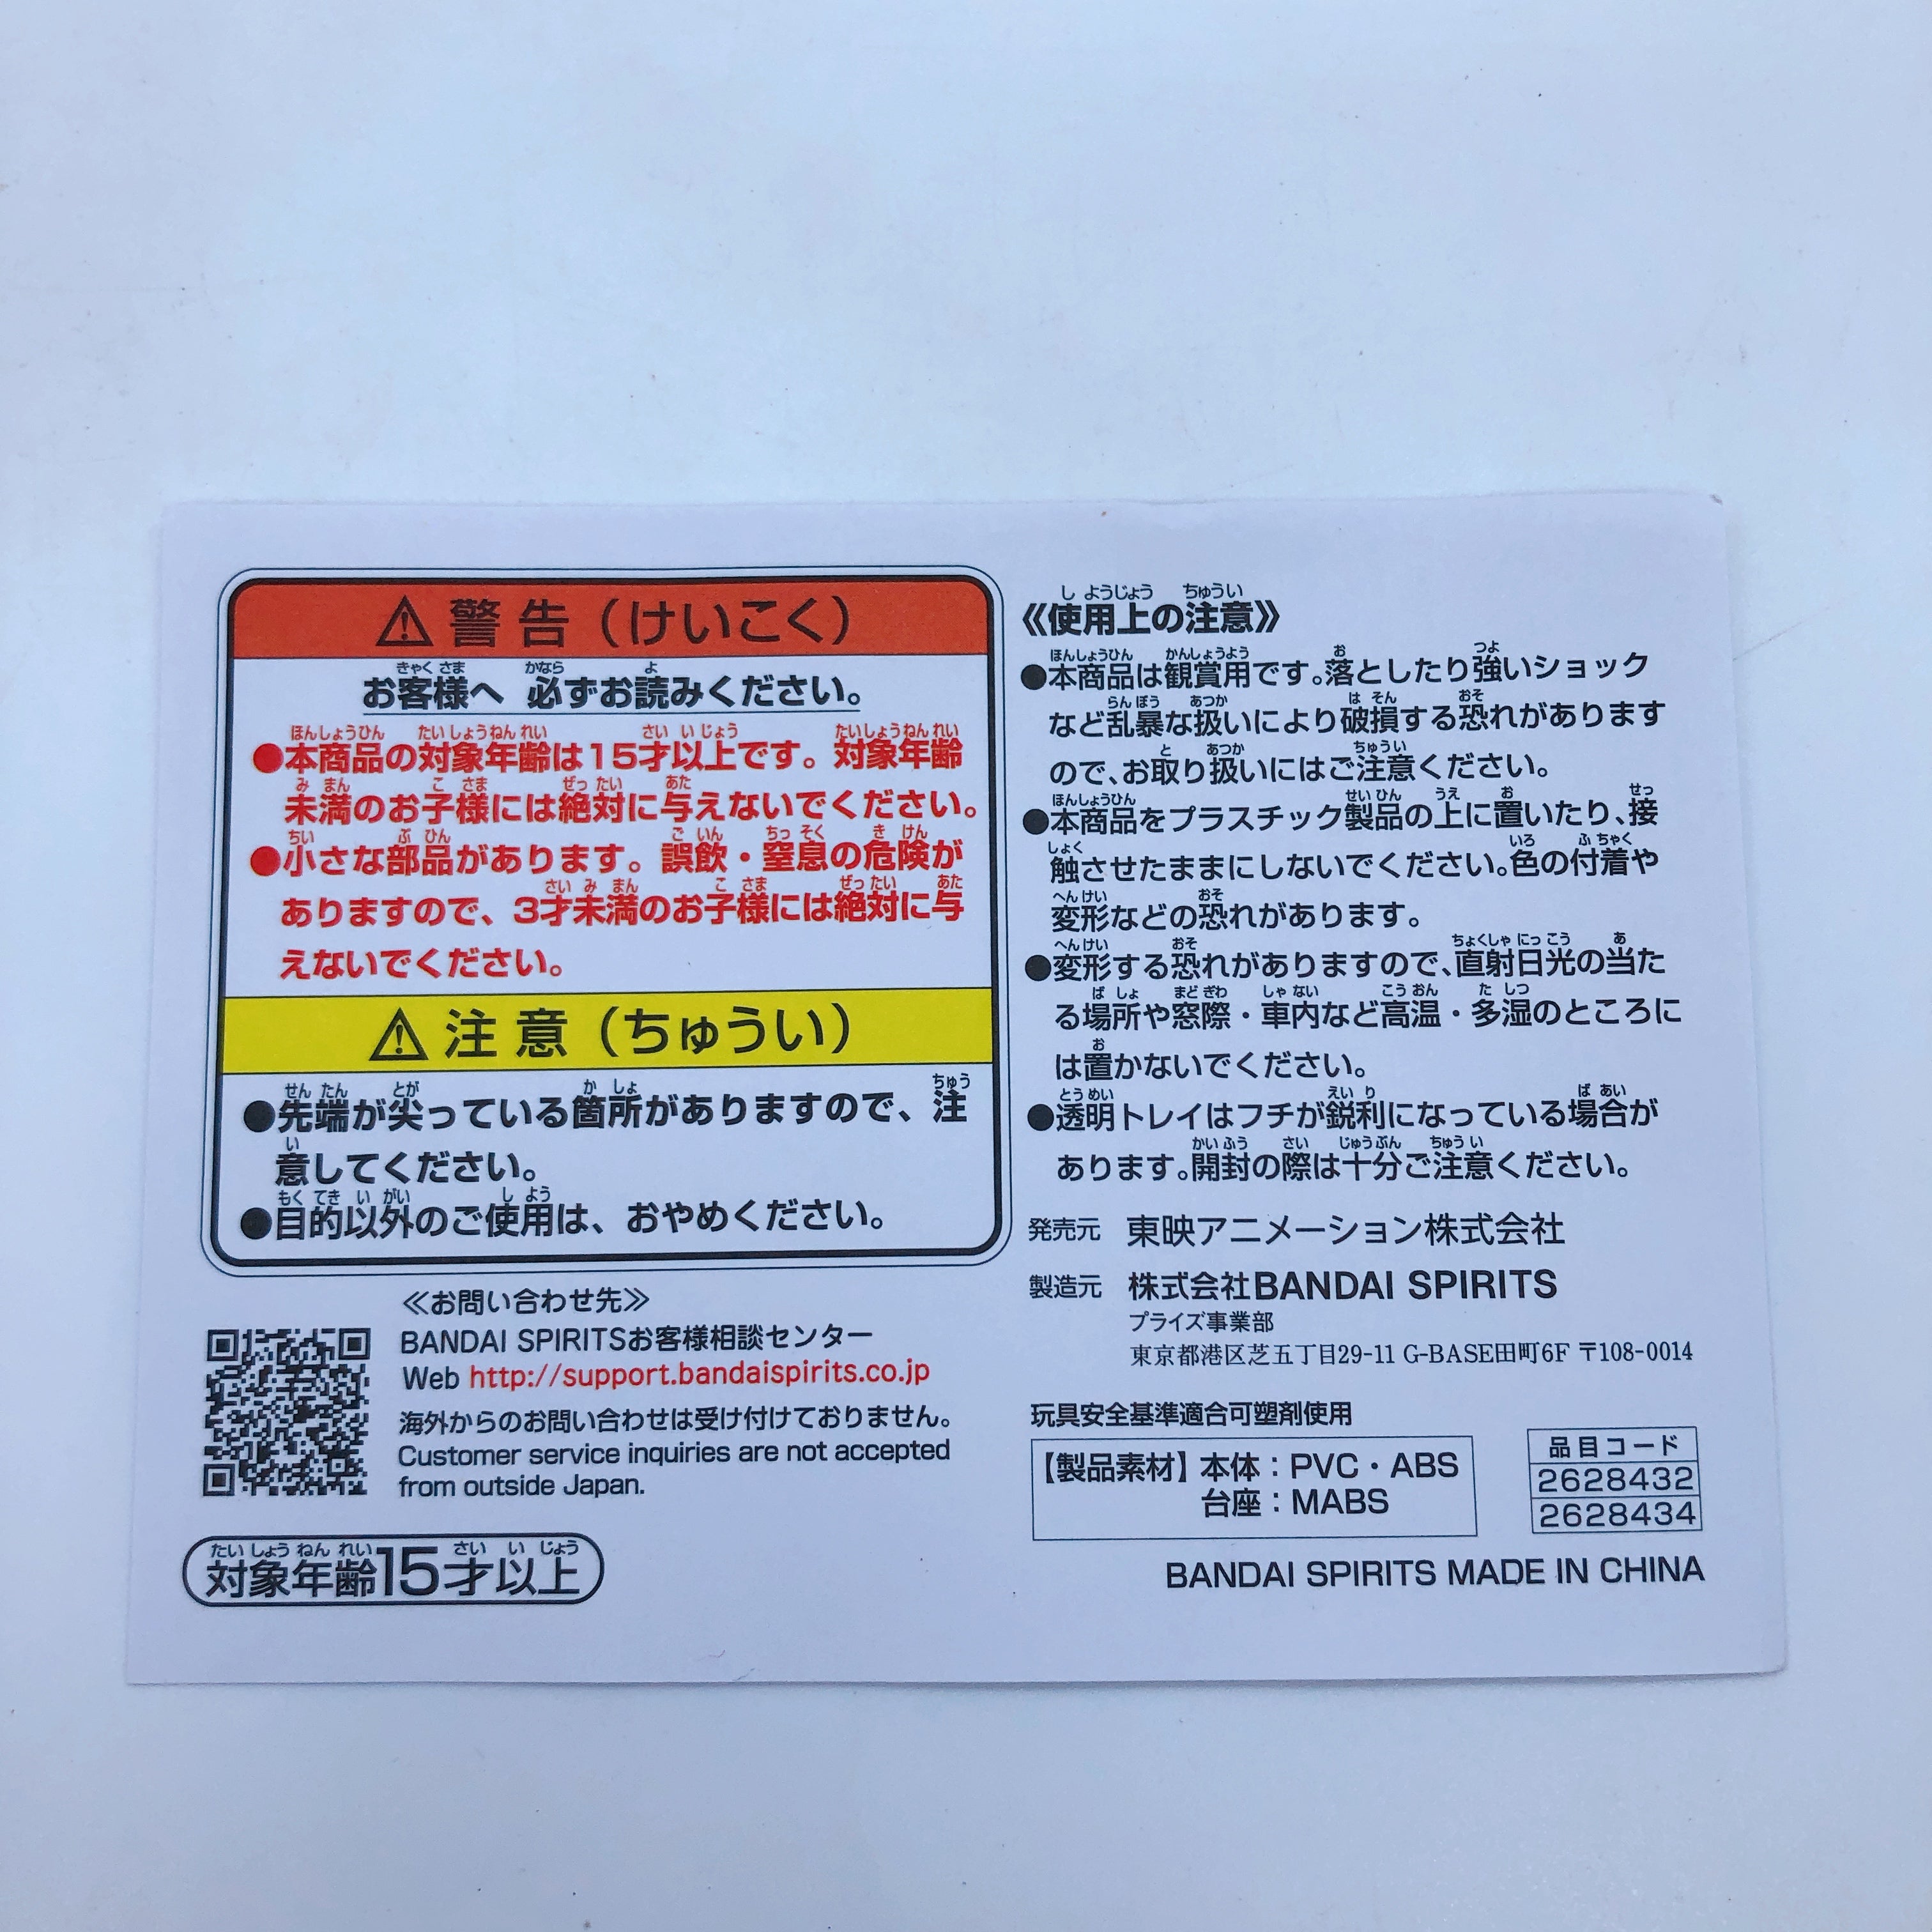 警告（けいこく）
お客様へ 必ずお読みください。
●本商品の対象年齢は15才以上です。対象年齢
未満のお子様には絶対に与えないでください。
●小さな部品があります。誤飲・窒息の危険が
ありますので、3才未満のお子様には絶対に与
えないでください。
注意（ちゅうい）
●先端が尖っている箇所がありますので、注
意してください。
●目的以外のご使用は、おやめください。
≪お問い合わせ先≫
BANDAI SPIRITSお客様相談センター
Web http://support.bandaispirits.co.jp
海外からのお問い合わせは受け付けておりません。
Customer service inquiries are not accepted
from outside Japan.
対象年齢15才以上
《使用上の注意》
●本商品は観賞用です。落としたり強いショック
など乱暴な扱いにより破損する恐れがあります
ので、お取り扱いにはご注意ください。
●本商品をプラスチック製品の上に置いたり、接
触させたままにしないでください。色の付着や
変形などの恐れがあります。
●変形する恐れがありますので、直射日光の当た
る場所や窓際・車内など高温・多湿のところに
は置かないでください。
●透明トレイはフチが鋭利になっている場合が
あります。開封の際は十分ご注意ください。
発売元 東映アニメーション株式会社
製造元 株式会社BANDAI SPIRITS
プライズ事業部
東京都港区芝五丁目29-11 G-BASE田町6F 〒108-0014
玩具安全基準適合可塑剤使用
【製品素材】本体：PVC・ABS
台座：MABS
品目コード
2628432
2628434
BANDAI SPIRITS MADE IN CHINA